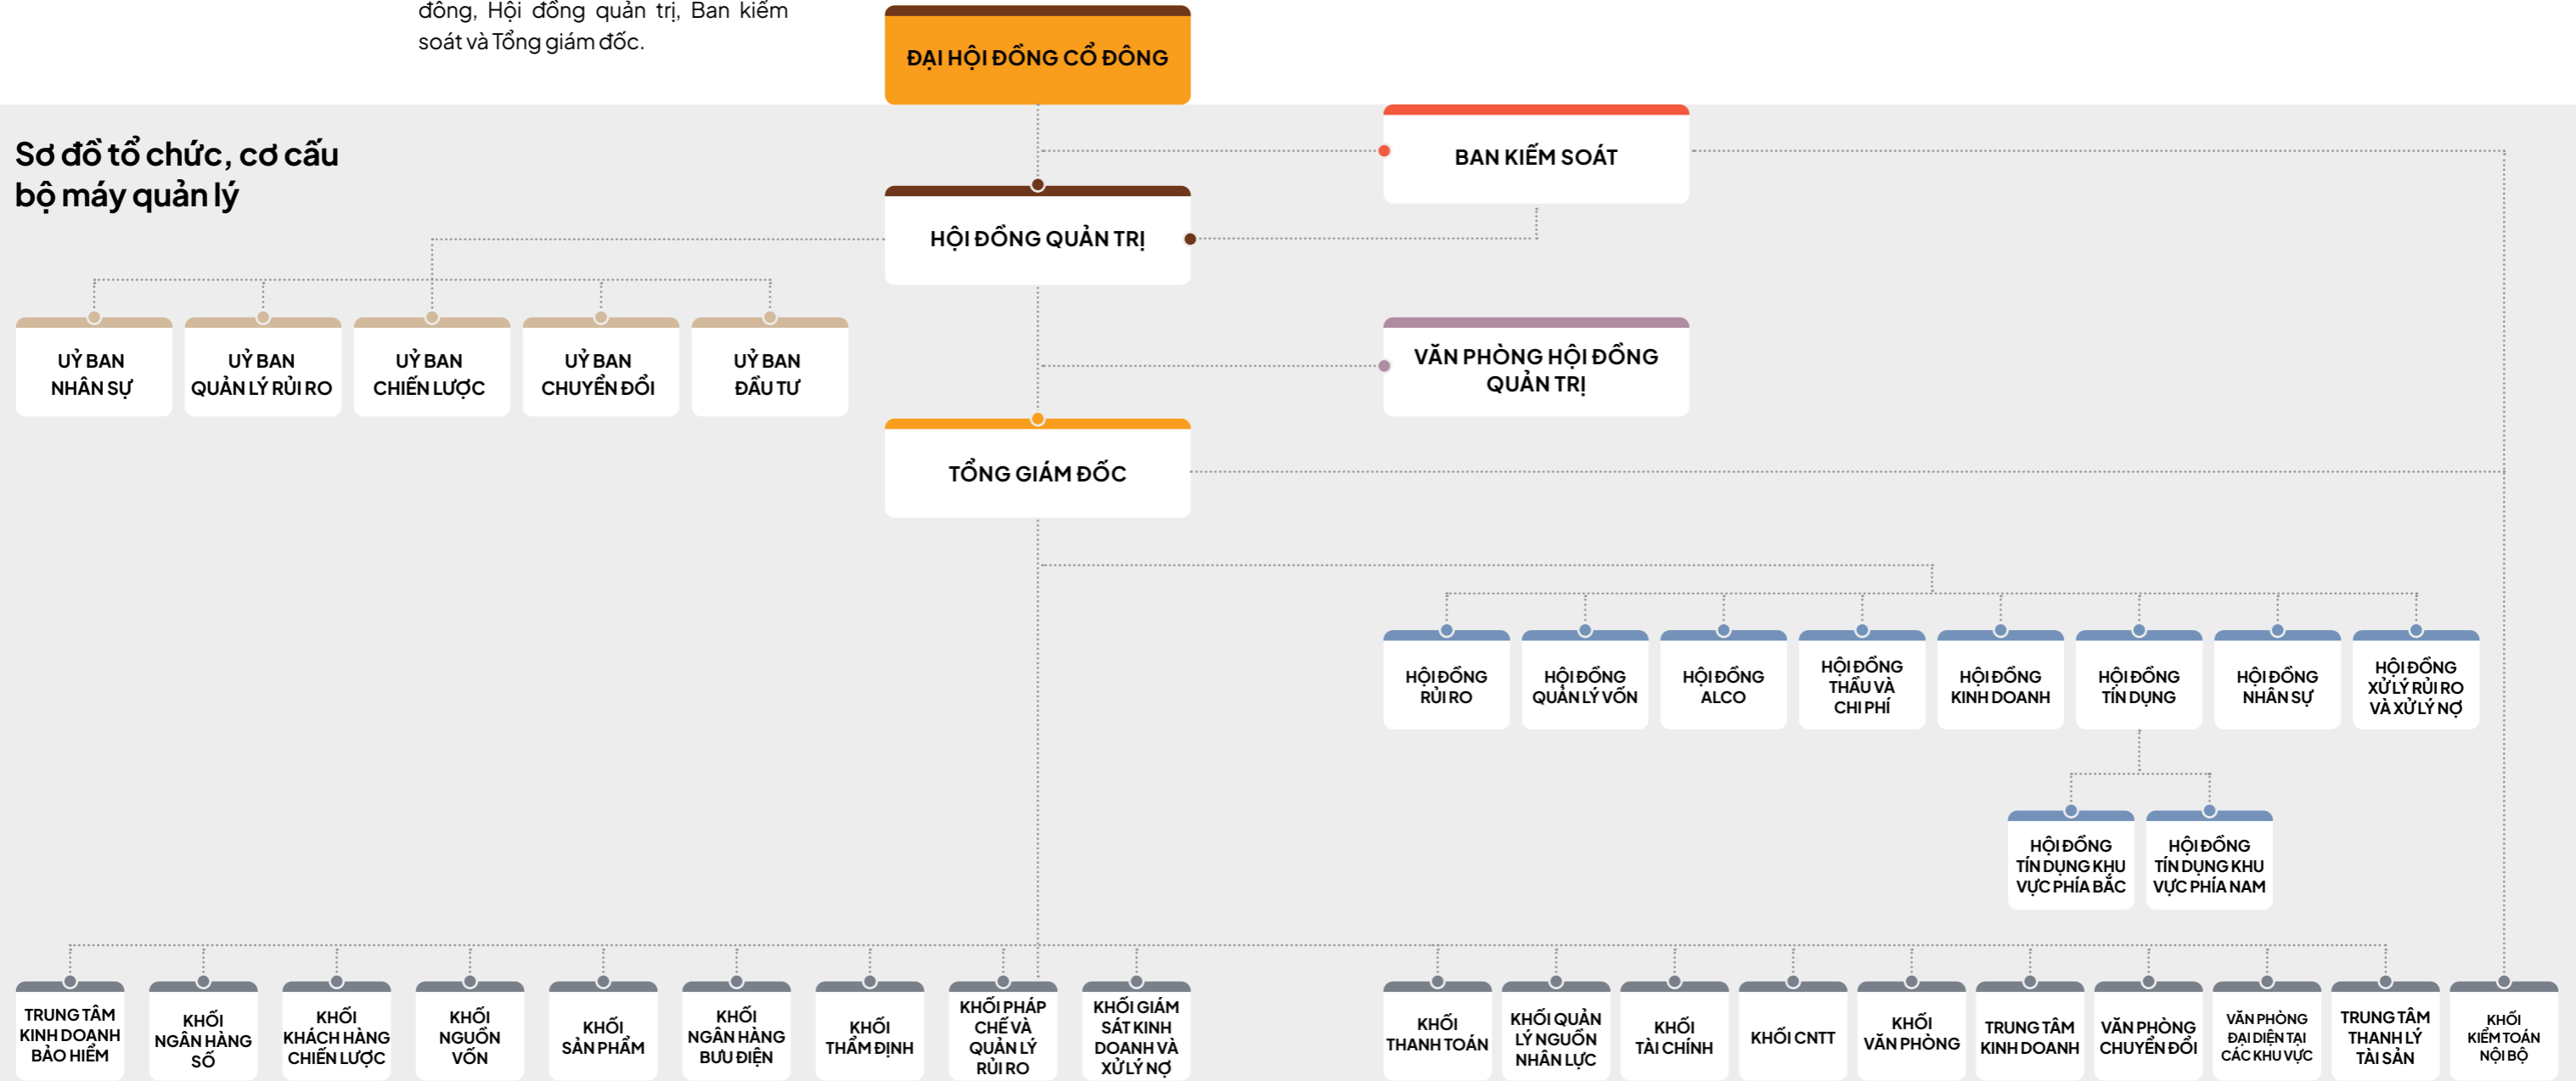 đông, Hội đồng quản trị, Ban kiểm
soát và Tổng giám đốc.
ĐẠI HỘI ĐỒNG CỔ ĐÔNG
Sơ đồ tổ chức, cơ cấu
bộ máy quản lý
BAN KIỂM SOÁT
HỘI ĐỒNG QUẢN TRỊ
UỶ BAN
NHÂN SỰ
UỶ BAN
QUẢN LÝ RỦI RO
UỶ BAN
CHIẾN LƯỢC
UỶ BAN
CHUYỂN ĐỔI
UỶ BAN
ĐẦU TƯ
VĂN PHÒNG HỘI ĐỒNG
QUẢN TRỊ
TỔNG GIÁM ĐỐC
HỘI ĐỒNG
RỦI RO
HỘI ĐỒNG
QUẢN LÝ VỐN
HỘI ĐỒNG
ALCO
HỘI ĐỒNG
THẦU VÀ
CHI PHÍ
HỘI ĐỒNG
KINH DOANH
HỘI ĐỒNG
TÍN DỤNG
HỘI ĐỒNG
NHÂN SỰ
HỘI ĐỒNG
XỬ LÝ RỦI RO
VÀ XỬ LÝ NỢ
HỘI ĐỒNG
TÍN DỤNG KHU
VỰC PHÍA BẮC
HỘI ĐỒNG
TÍN DỤNG KHU
VỰC PHÍA NAM
TRUNG TÂM
KINH DOANH
BẢO HIỂM
KHỐI
NGÂN HÀNG
SỐ
KHỐI
KHÁCH HÀNG
CHIẾN LƯỢC
KHỐI
NGUỒN
VỐN
KHỐI
SẢN PHẨM
KHỐI
NGÂN HÀNG
BƯU ĐIỆN
KHỐI
THẨM ĐỊNH
KHỐI PHÁP
CHẾ VÀ
QUẢN LÝ
RỦI RO
KHỐI GIÁM
SÁT KINH
DOANH VÀ
XỬ LÝ NỢ
KHỐI
THANH TOÁN
KHỐI QUẢN
LÝ NGUỒN
NHÂN LỰC
KHỐI
TÀI CHÍNH
KHỐI CNTT
KHỐI
VĂN PHÒNG
TRUNG TÂM
KINH DOANH
VĂN PHÒNG
CHUYỂN ĐỔI
VĂN PHÒNG
ĐẠI DIỆN TẠI
CÁC KHU VỰC
TRUNG TÂM
THANH LÝ
TÀI SẢN
KHỐI
KIỂM TOÁN
NỘI BỘ